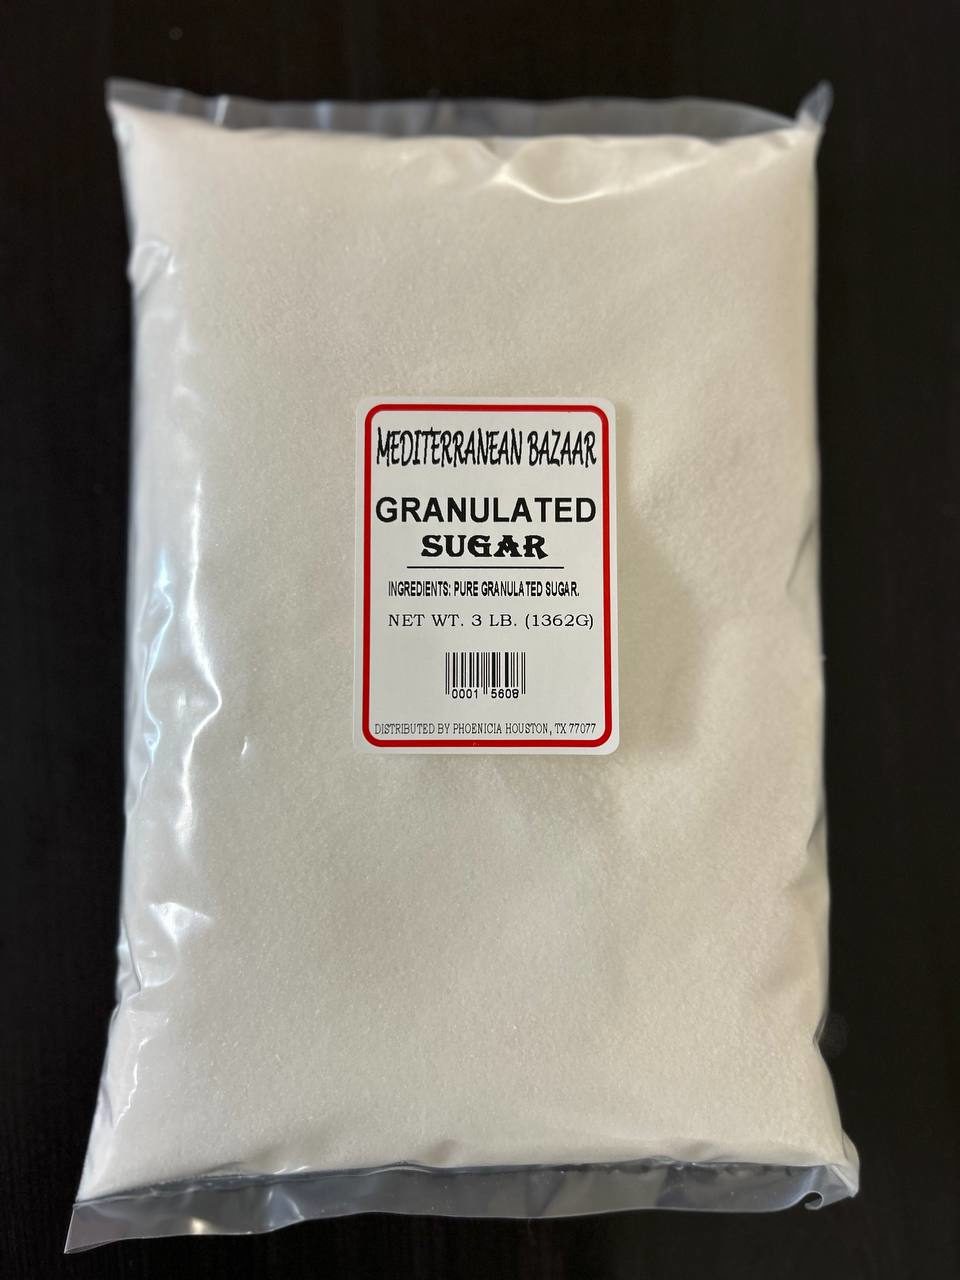 MEDITERRANEAN BAZAAR
GRANULATED
SUGAR
INGREDIENTS: PURE GRANULATED SUGAR.
NET WT. 3 LB. (1362G)
0001 5608
DISTRIBUTED BY PHOENICIA HOUSTON, TX 77077